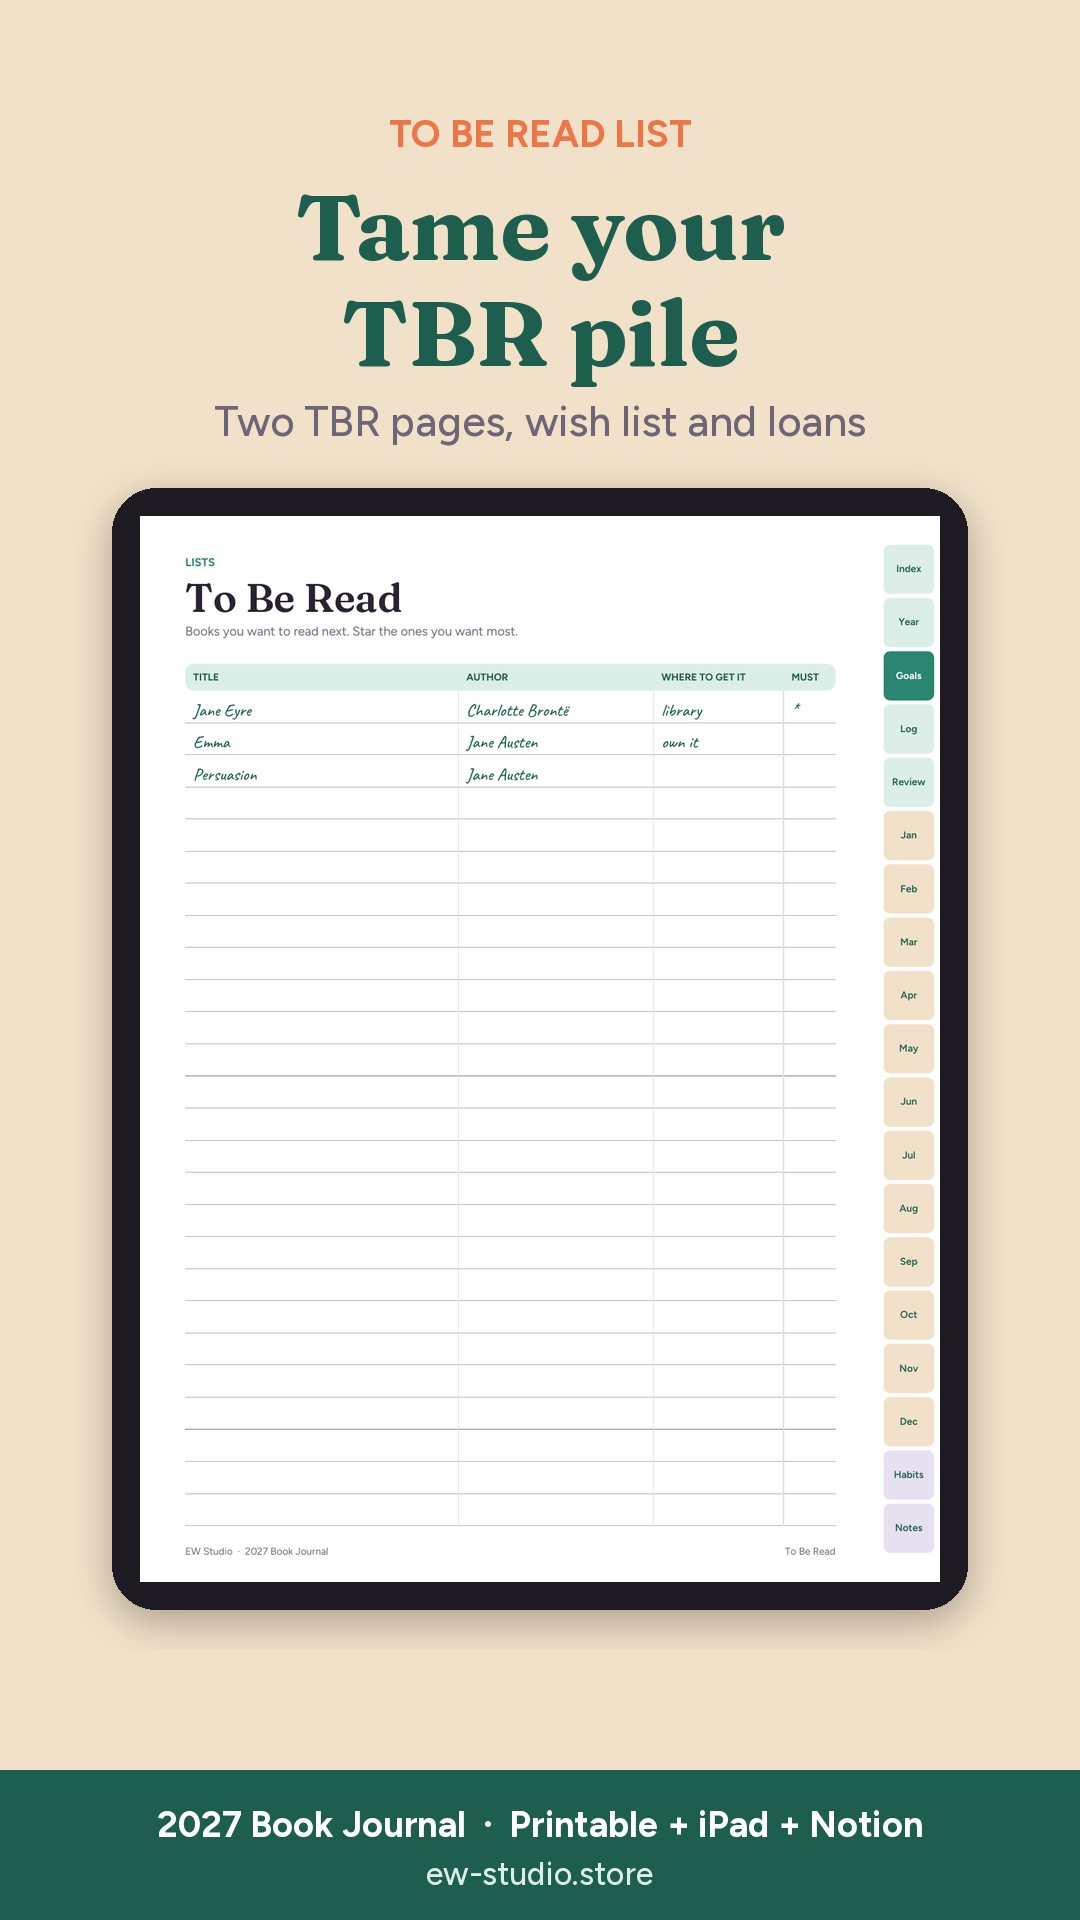 TO BE READ LIST
Tame your
TBR pile
Two TBR pages, wish list and loans
LISTS
To Be Read
Books you want to read next. Star the ones you want most.
TITLE AUTHOR WHERE TO GET IT MUST
Jane Eyre Charlotte Brontë library *
Emma Jane Austen own it
Persuasion Jane Austen
EW Studio · 2027 Book Journal To Be Read
Index
Year
Goals
Log
Review
Jan
Feb
Mar
Apr
May
Jun
Jul
Aug
Sep
Oct
Nov
Dec
Habits
Notes
2027 Book Journal · Printable + iPad + Notion
ew-studio.store